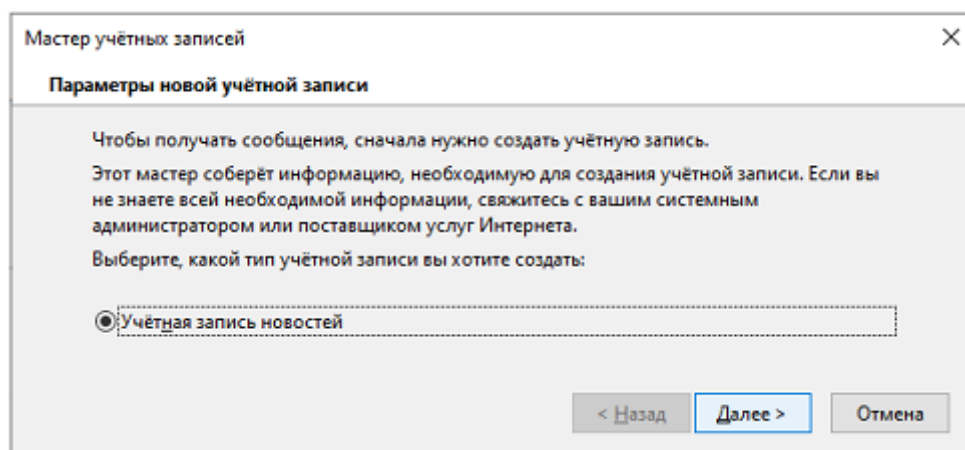 Мастер учётных записей
Параметры новой учётной записи
Чтобы получать сообщения, сначала нужно создать учётную запись.
Этот мастер соберёт информацию, необходимую для создания учётной записи. Если вы
не знаете всей необходимой информации, свяжитесь с вашим системным
администратором или поставщиком услуг Интернета.
Выберите, какой тип учётной записи вы хотите создать:
Учётная запись новостей
< Назад Далее > Отмена